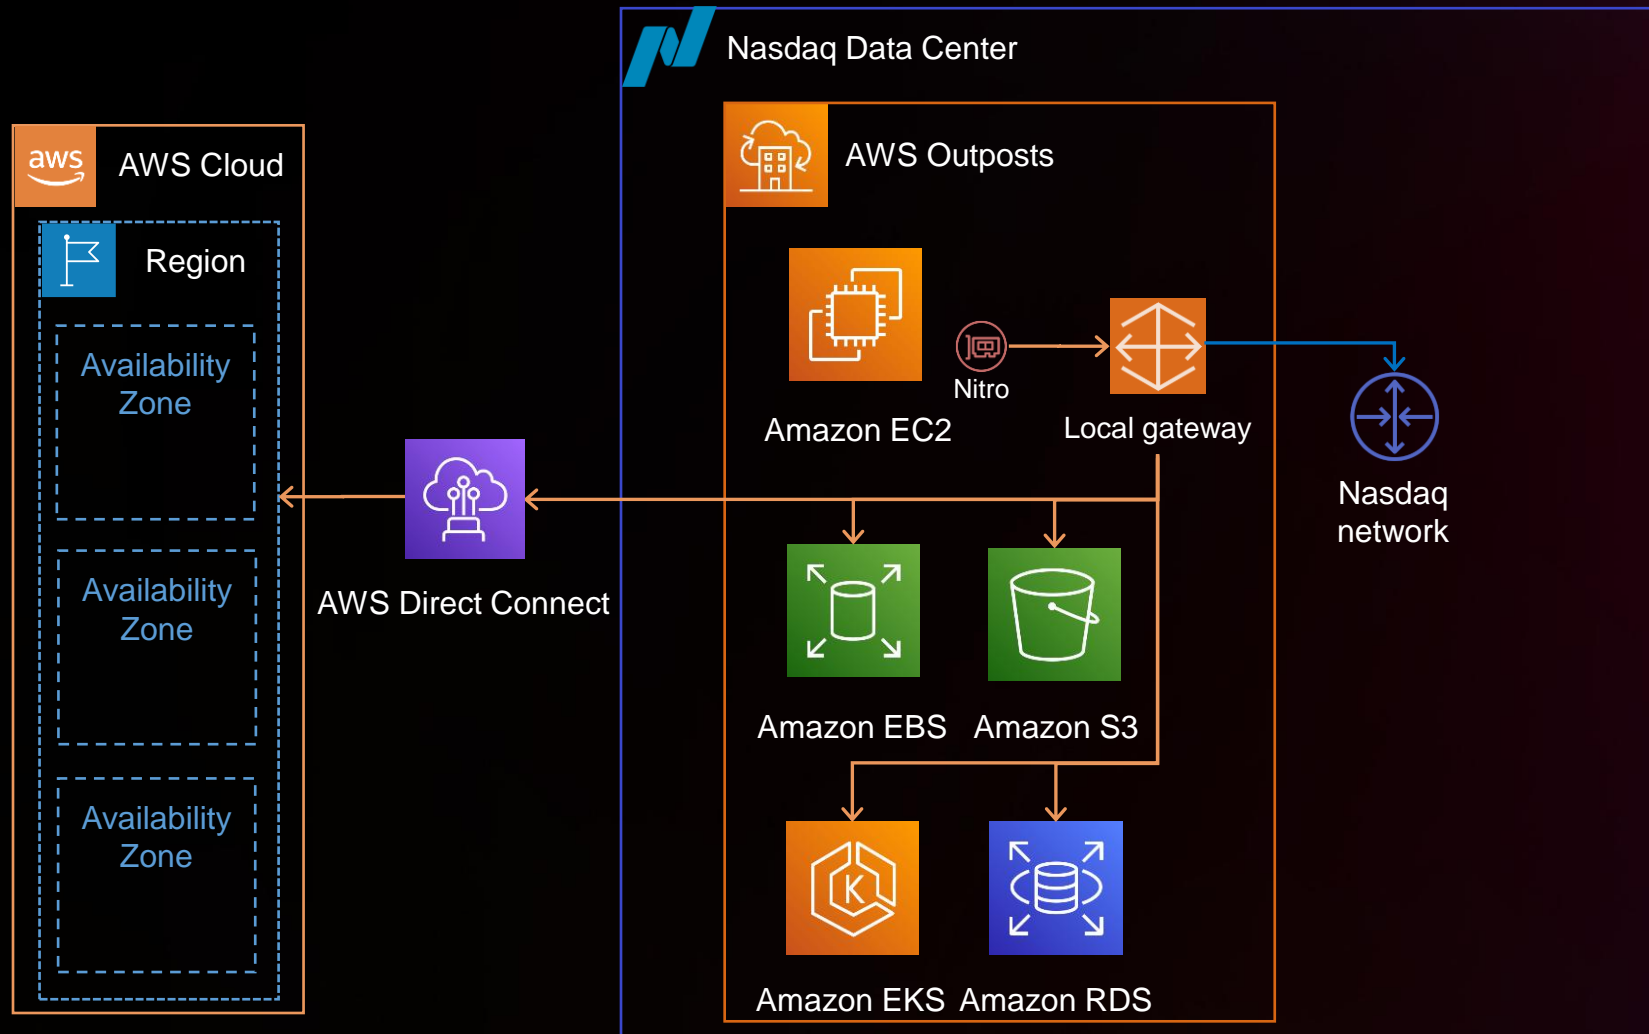 Nasdaq Data Center
aws
AWS Cloud
AWS Outposts
Region
Availability
Zone
Nitro
Amazon EC2
Local gateway
Nasdaq
network
AWS Direct Connect
Availability
Zone
Amazon EBS
Amazon S3
Availability
Zone
K
Amazon EKS
Amazon RDS